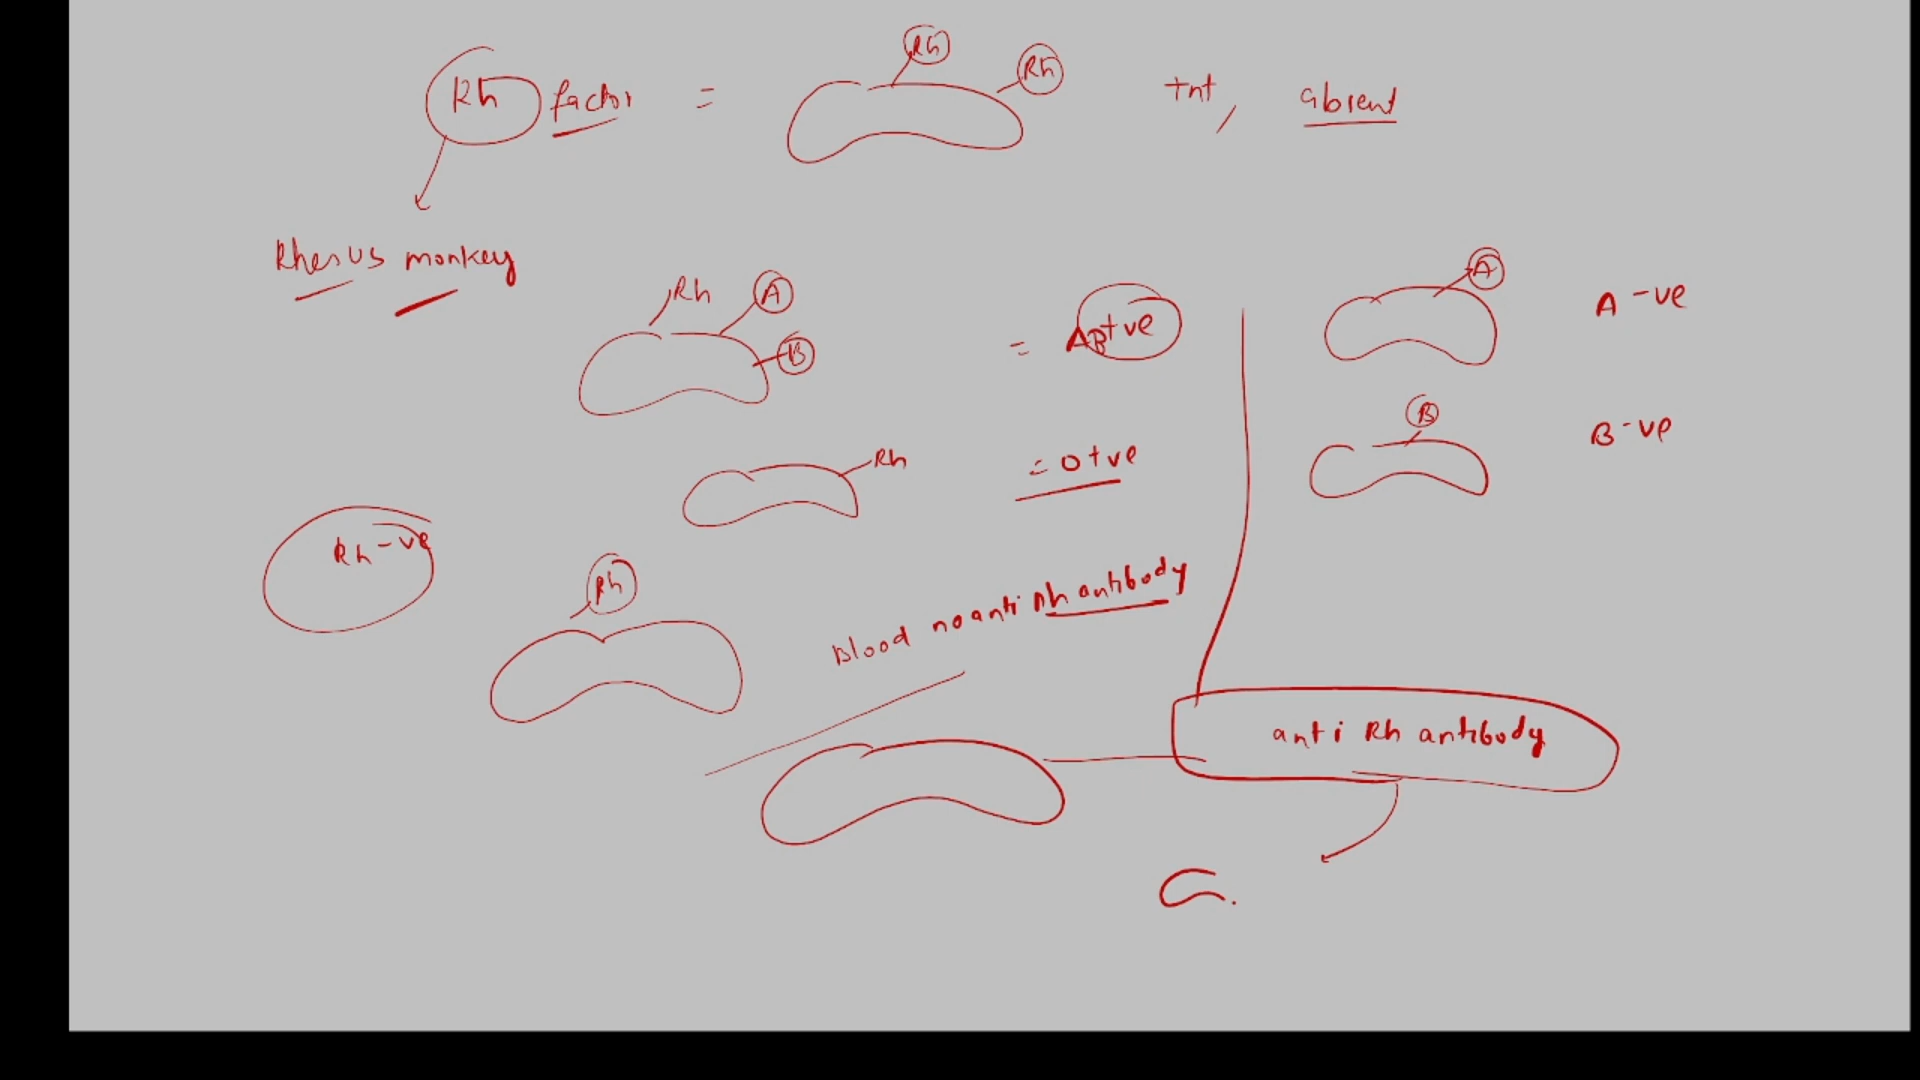 Rh factor = Rh Rh +nt, absent
Rhesus monkey
Rh A B = AB+ve
A A -ve
B B -ve
Rh = O+ve
Rh -ve
Rh
Blood no anti Rh antibody
anti Rh antibody